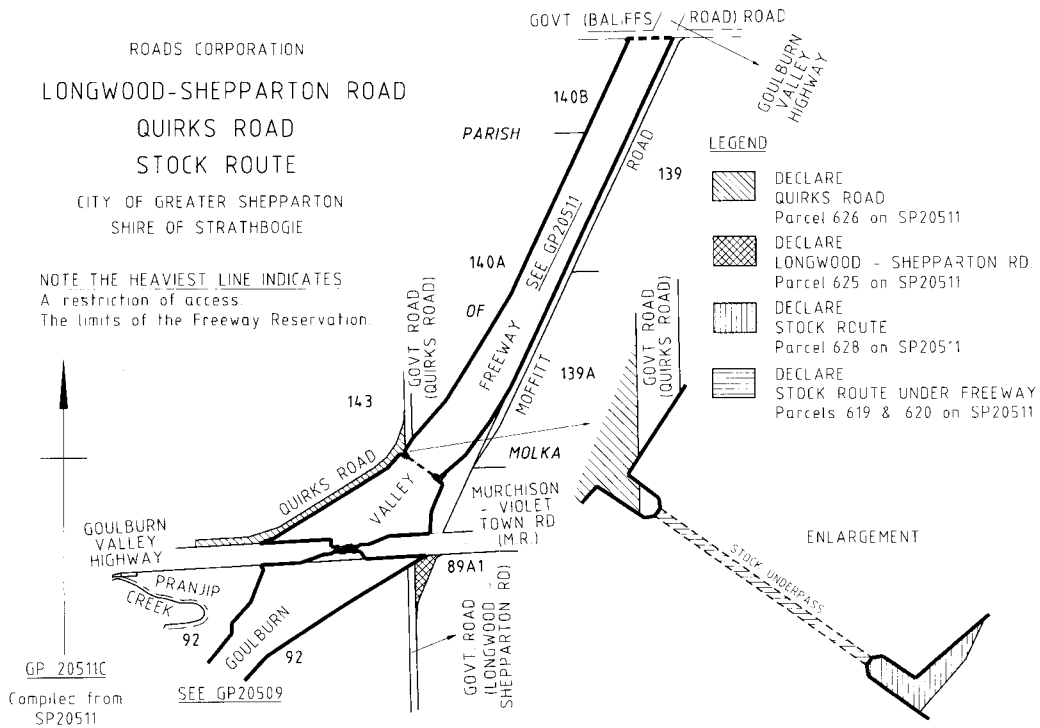 ROADS CORPORATION
LONGWOOD-SHEPPARTON ROAD
QUIRKS ROAD
STOCK ROUTE
CITY OF GREATER SHEPPARTON
SHIRE OF STRATHBOGIE
NOTE THE HEAVIEST LINE INDICATES
A restriction of access.
The limits of the Freeway Reservation.
GOVT (BALIFFS ROAD) ROAD
GOULBURN
VALLEY
HIGHWAY
140B
PARISH
ROAD
139
SEE GP20511
140A
OF
FREEWAY
MOFFITT
139A
GOVT ROAD
(QUIRKS ROAD)
143
MOLKA
QUIRKS ROAD
VALLEY
MURCHISON
- VIOLET
TOWN RD
(M.R.)
GOULBURN
VALLEY
HIGHWAY
PRANJIP
CREEK
89A1
92
GOULBURN
92
GOVT. ROAD
(LONGWOOD
SHEPPARTON RD)
SEE GP20509
GP 20511C
Compiled from
SP20511
LEGEND
DECLARE
QUIRKS ROAD
Parcel 626 on SP20511
DECLARE
LONGWOOD - SHEPPARTON RD.
Parcel 625 on SP20511
DECLARE
STOCK ROUTE
Parcel 628 on SP20511
DECLARE
STOCK ROUTE UNDER FREEWAY
Parcels 619 & 620 on SP20511
GOVT ROAD
(QUIRKS ROAD)
ENLARGEMENT
STOCK UNDERPASS